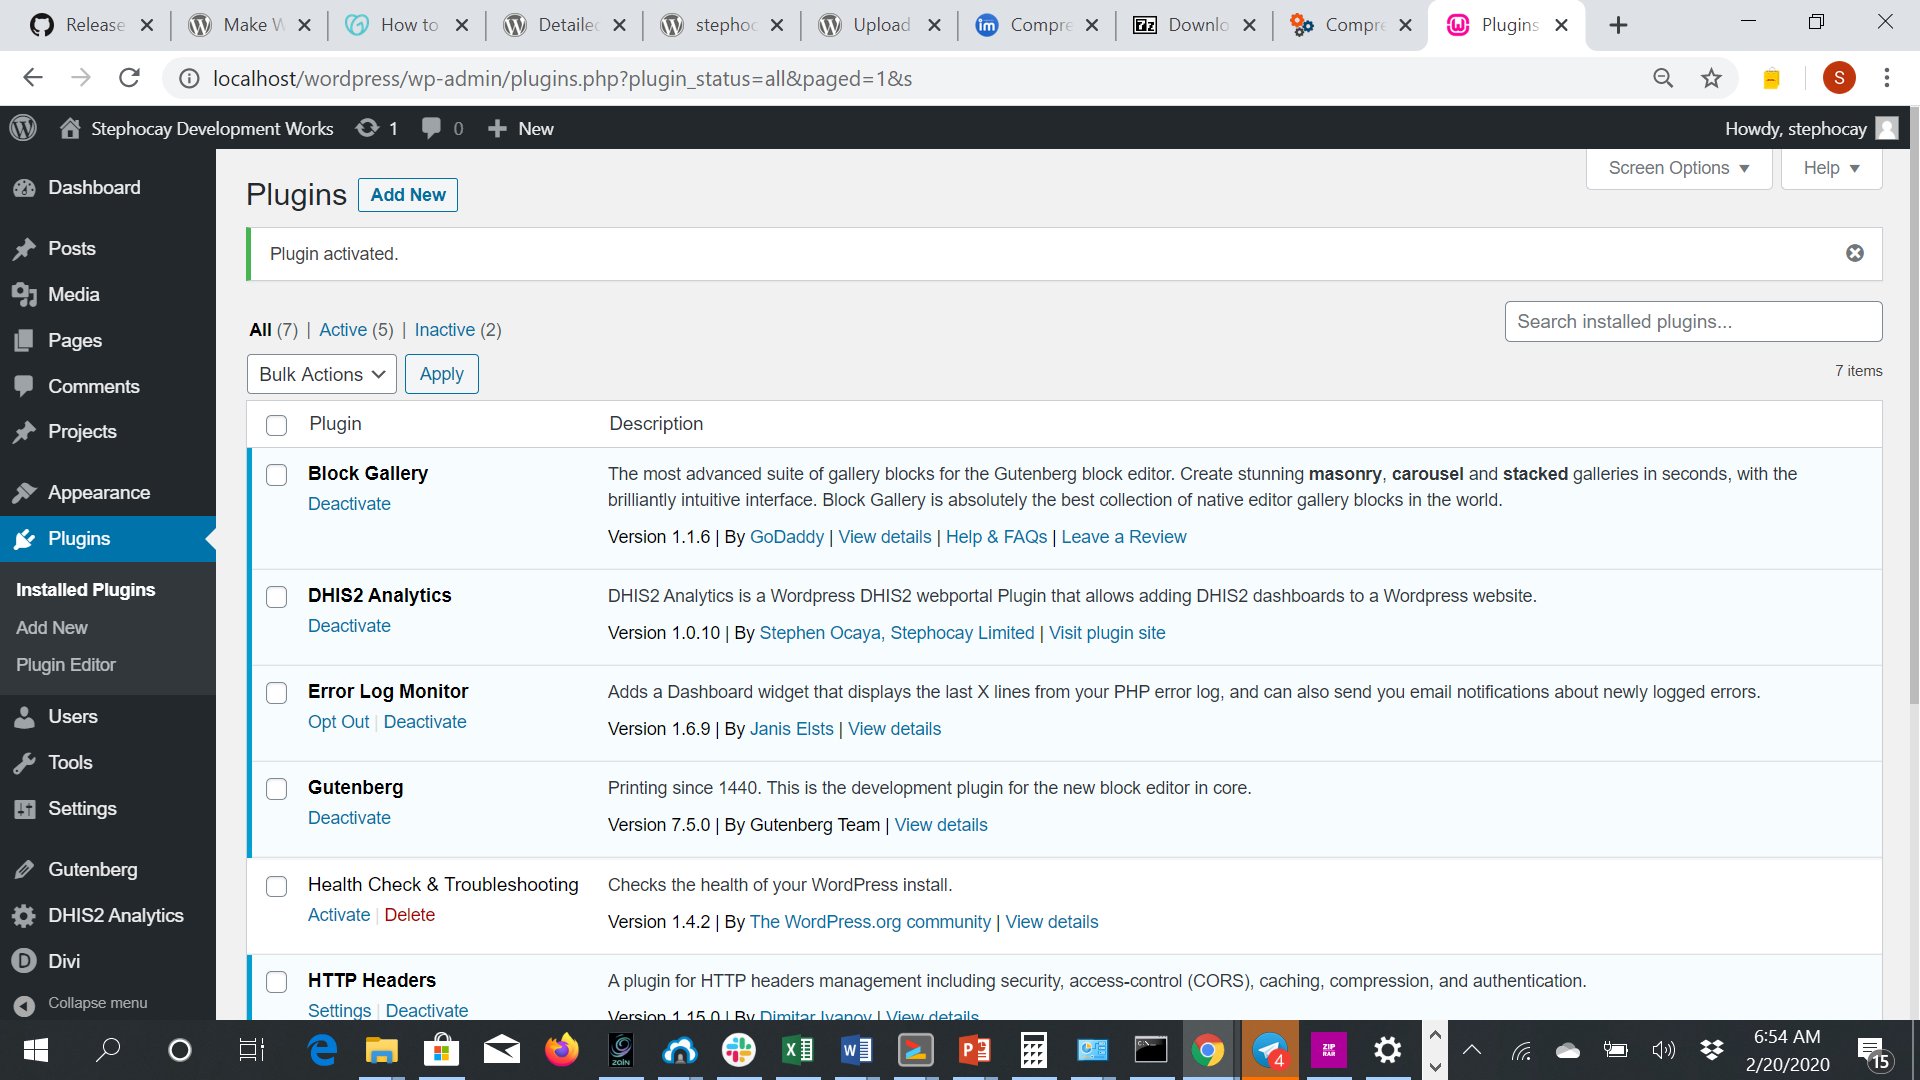 Release
Make W
How to
Detailed
stephoc
Upload
Compre
Downlo
Compre
Plugins
localhost/wordpress/wp-admin/plugins.php?plugin_status=all&paged=1&s
S
Stephocay Development Works 1 0 New
Howdy, stephocay
Screen Options Help
Dashboard
Posts
Media
Pages
Comments
Projects
Appearance
Plugins
Installed Plugins
Add New
Plugin Editor
Users
Tools
Settings
Gutenberg
DHIS2 Analytics
Divi
Collapse menu
Plugins Add New
Plugin activated.
All (7) | Active (5) | Inactive (2)
Search installed plugins...
Bulk Actions Apply
7 items
Plugin Description
Block Gallery
Deactivate
The most advanced suite of gallery blocks for the Gutenberg block editor. Create stunning masonry, carousel and stacked galleries in seconds, with the
brilliantly intuitive interface. Block Gallery is absolutely the best collection of native editor gallery blocks in the world.
Version 1.1.6 | By GoDaddy | View details | Help & FAQs | Leave a Review
DHIS2 Analytics
Deactivate
DHIS2 Analytics is a Wordpress DHIS2 webportal Plugin that allows adding DHIS2 dashboards to a Wordpress website.
Version 1.0.10 | By Stephen Ocaya, Stephocay Limited | Visit plugin site
Error Log Monitor
Opt Out | Deactivate
Adds a Dashboard widget that displays the last X lines from your PHP error log, and can also send you email notifications about newly logged errors.
Version 1.6.9 | By Janis Elsts | View details
Gutenberg
Deactivate
Printing since 1440. This is the development plugin for the new block editor in core.
Version 7.5.0 | By Gutenberg Team | View details
Health Check & Troubleshooting
Activate | Delete
Checks the health of your WordPress install.
Version 1.4.2 | By The WordPress.org community | View details
HTTP Headers
Settings | Deactivate
A plugin for HTTP headers management including security, access-control (CORS), caching, compression, and authentication.
Version 1.15.0 | By Dimitar Ivanov | View details
zoin
4
ZIP
RAR
6:54 AM
2/20/2020
15